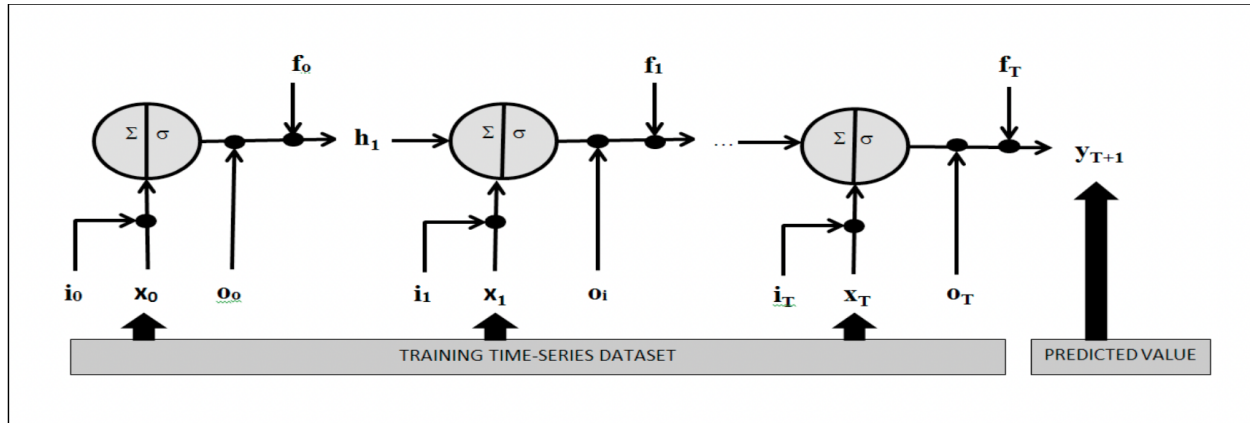 f₀ f₁ f_T
Σ σ Σ σ Σ σ
h₁ ... y_T+1
i₀ x₀ o₀ i₁ x₁ oᵢ i_T x_T o_T
TRAINING TIME-SERIES DATASET PREDICTED VALUE